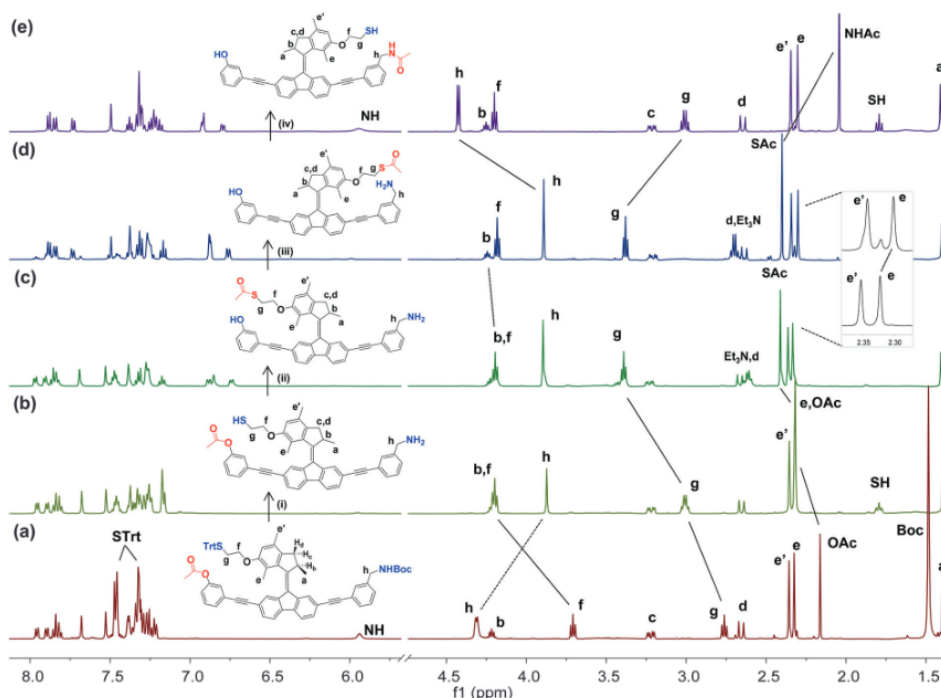 (e)
HO
e'
c,d
b
a
e
O
f
g
SH
h
NH
O
(iv)
NH
h
b
f
c
g
d
e'
e
NHAc
SH
a
(d)
HO
e'
c,d
b
a
e
O
f
g
S
O
H₂N
h
(iii)
b
f
h
g
c
d,Et₃N
SAc
e'
e
e'
e
2.35
2.30
(c)
O
S
g
f
O
e'
c,d
b
a
e
HO
h
NH₂
(ii)
b,f
h
g
Et₃N,d
SAc
(b)
HS
g
f
O
e'
c,d
b
a
e
O
O
h
NH₂
(i)
b,f
h
g
e'
e,OAc
SH
(a)
STrt
TrtS
g
f
O
e'
Hd
Hc
Hb
a
e
O
O
h
NHBoc
NH
h
b
f
c
g
d
e'
e
OAc
Boc
a
8.0 7.5 7.0 6.5 6.0 4.5 4.0 3.5 3.0 2.5 2.0 1.5
f1 (ppm)